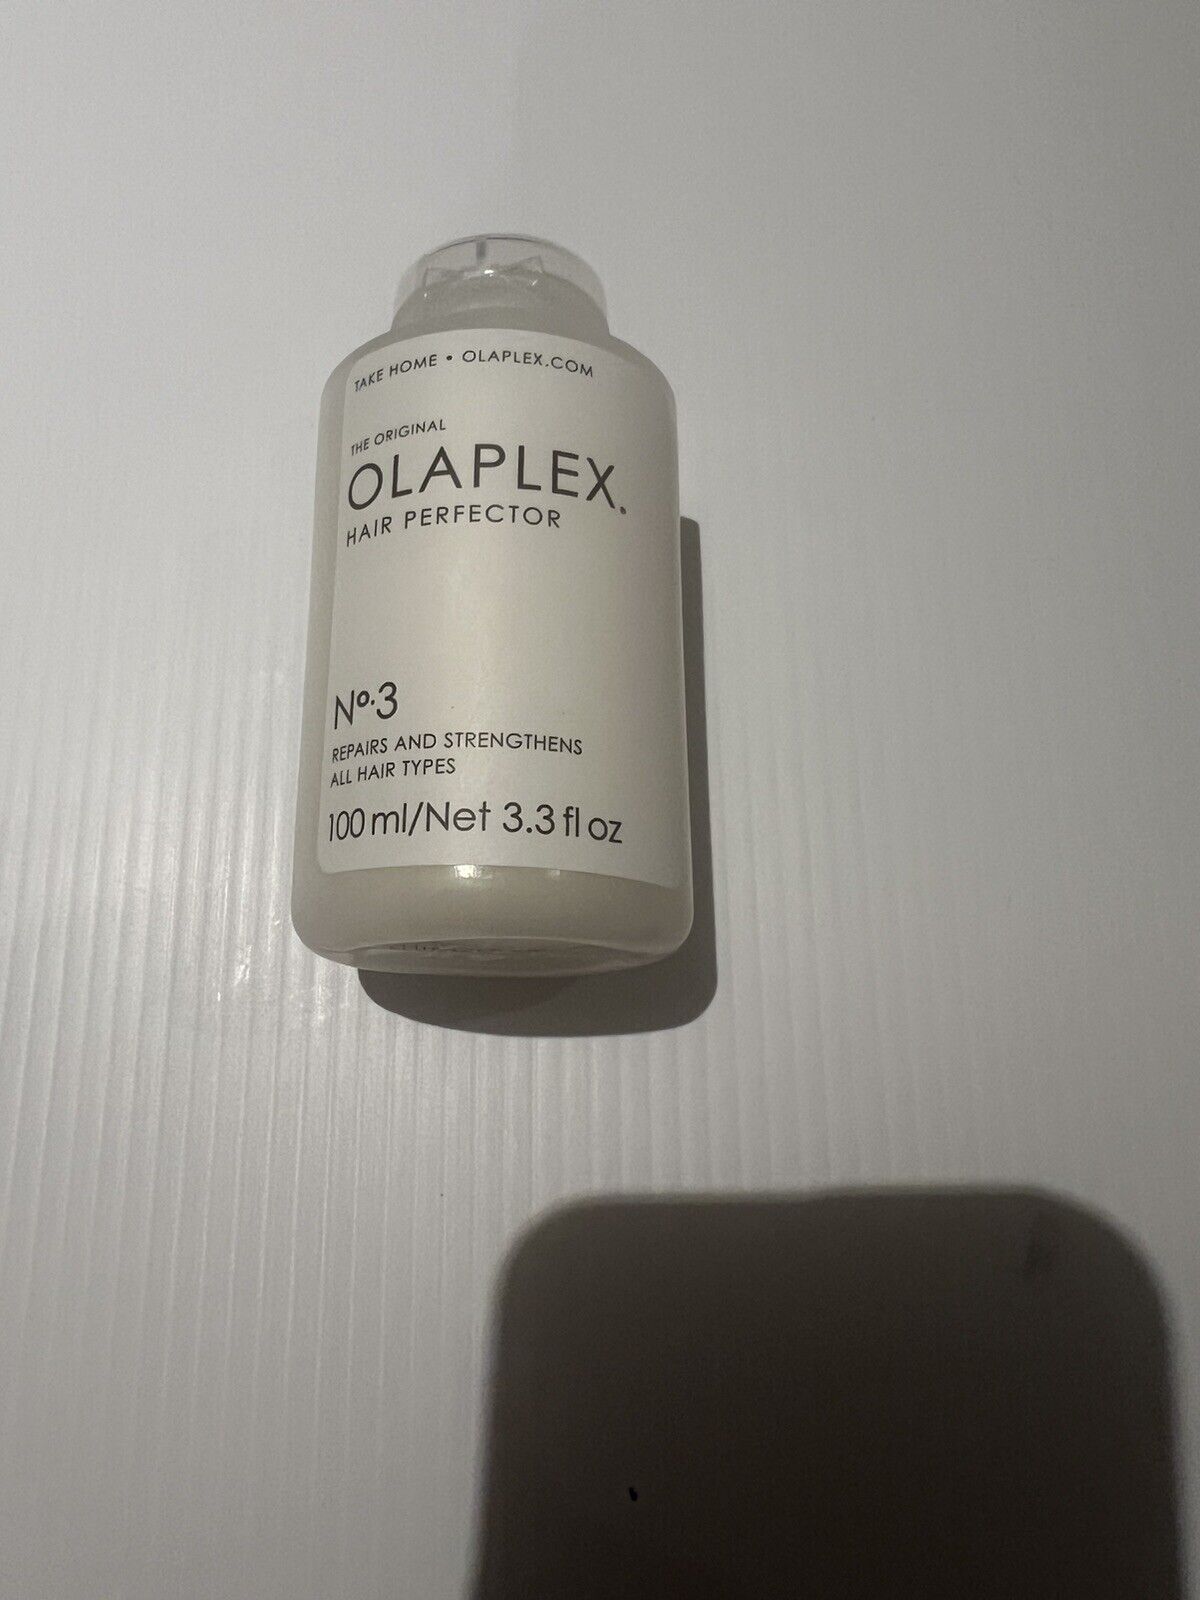 TAKE HOME • OLAPLEX.COM
THE ORIGINAL
OLAPLEX.
HAIR PERFECTOR
Nº.3
REPAIRS AND STRENGTHENS
ALL HAIR TYPES
100 ml/Net 3.3 fl oz